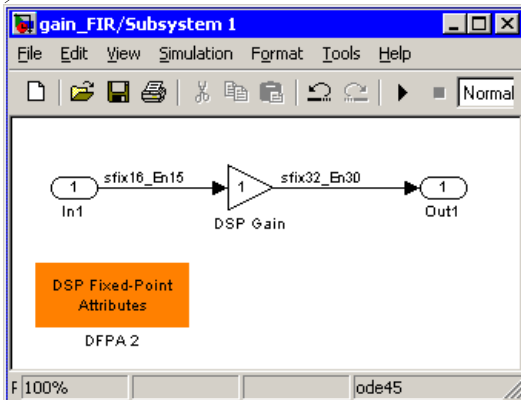 gain_FIR/Subsystem 1
File Edit View Simulation Format Tools Help
Normal
sfix16_En15 sfix32_En30
1 1 1
In1 DSP Gain Out1
DSP Fixed-Point
Attributes
DFPA 2
F 100% ode45